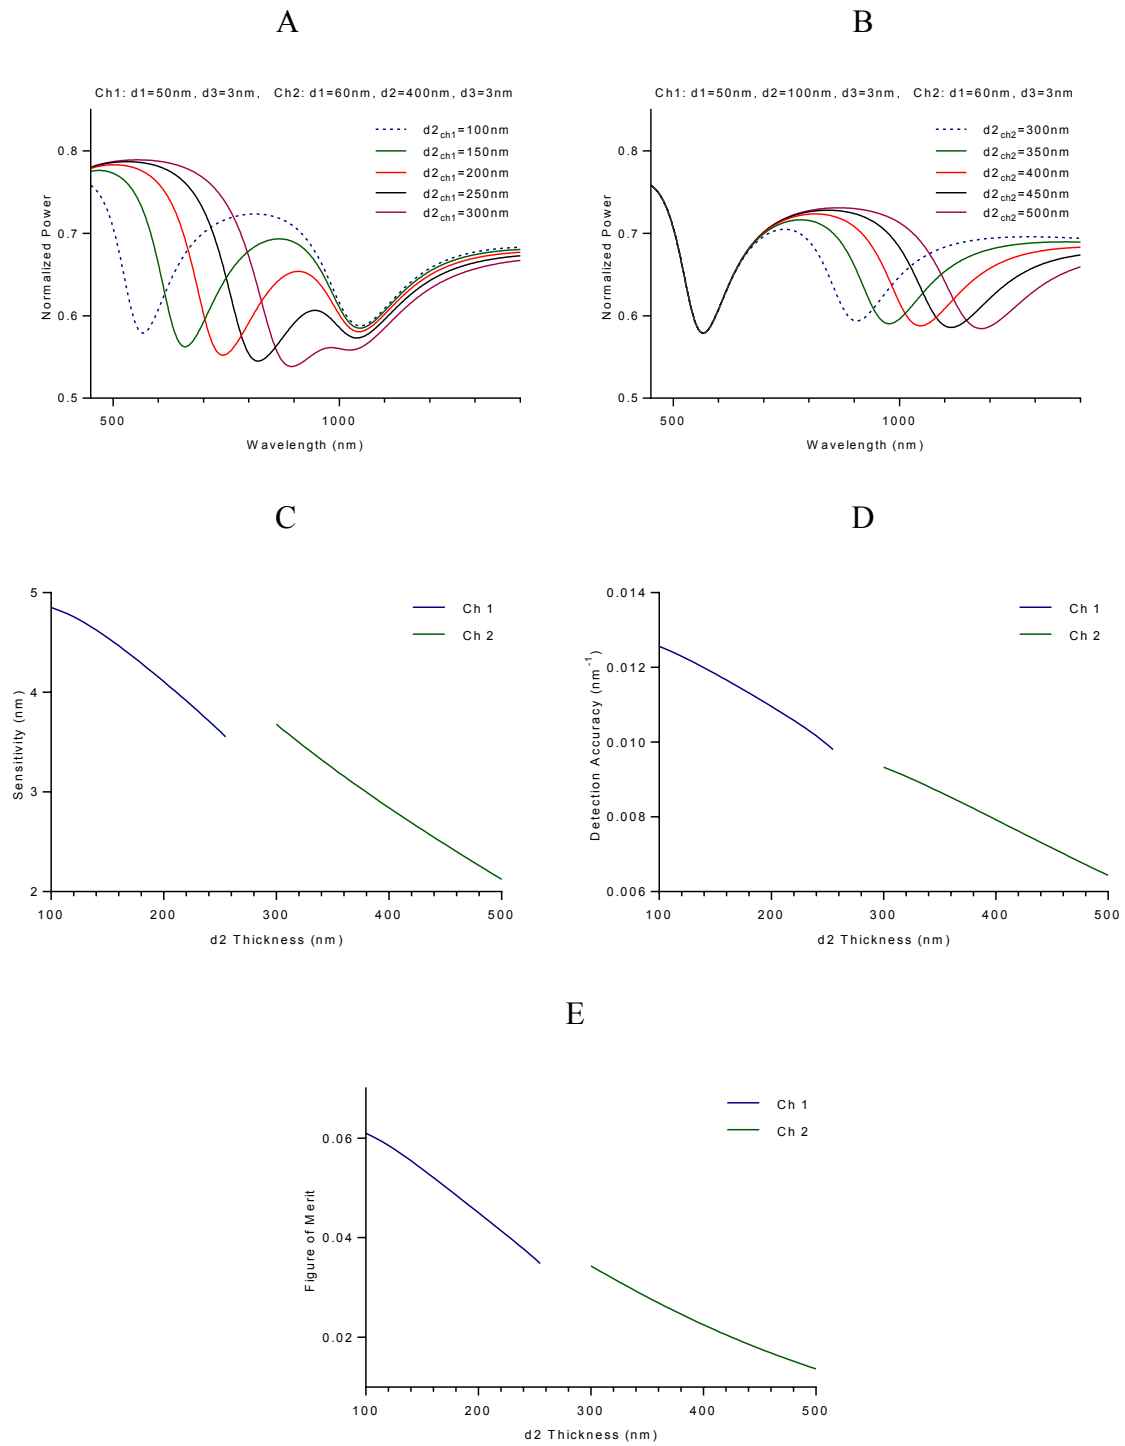 A
Ch1: d1=50nm, d3=3nm, Ch2: d1=60nm, d2=400nm, d3=3nm
d2ch1=100nm
d2ch1=150nm
d2ch1=200nm
d2ch1=250nm
d2ch1=300nm
0.8
0.7
0.6
0.5
Normalized Power
500
1000
Wavelength (nm)
B
Ch1: d1=50nm, d2=100nm, d3=3nm, Ch2: d1=60nm, d3=3nm
d2ch2=300nm
d2ch2=350nm
d2ch2=400nm
d2ch2=450nm
d2ch2=500nm
0.8
0.7
0.6
0.5
Normalized Power
500
1000
Wavelength (nm)
C
Ch 1
Ch 2
5
4
3
2
Sensitivity (nm)
100
200
300
400
500
d2 Thickness (nm)
D
Ch 1
Ch 2
0.014
0.012
0.010
0.008
0.006
Detection Accuracy (nm-1)
100
200
300
400
500
d2 Thickness (nm)
E
Ch 1
Ch 2
0.06
0.04
0.02
Figure of Merit
100
200
300
400
500
d2 Thickness (nm)